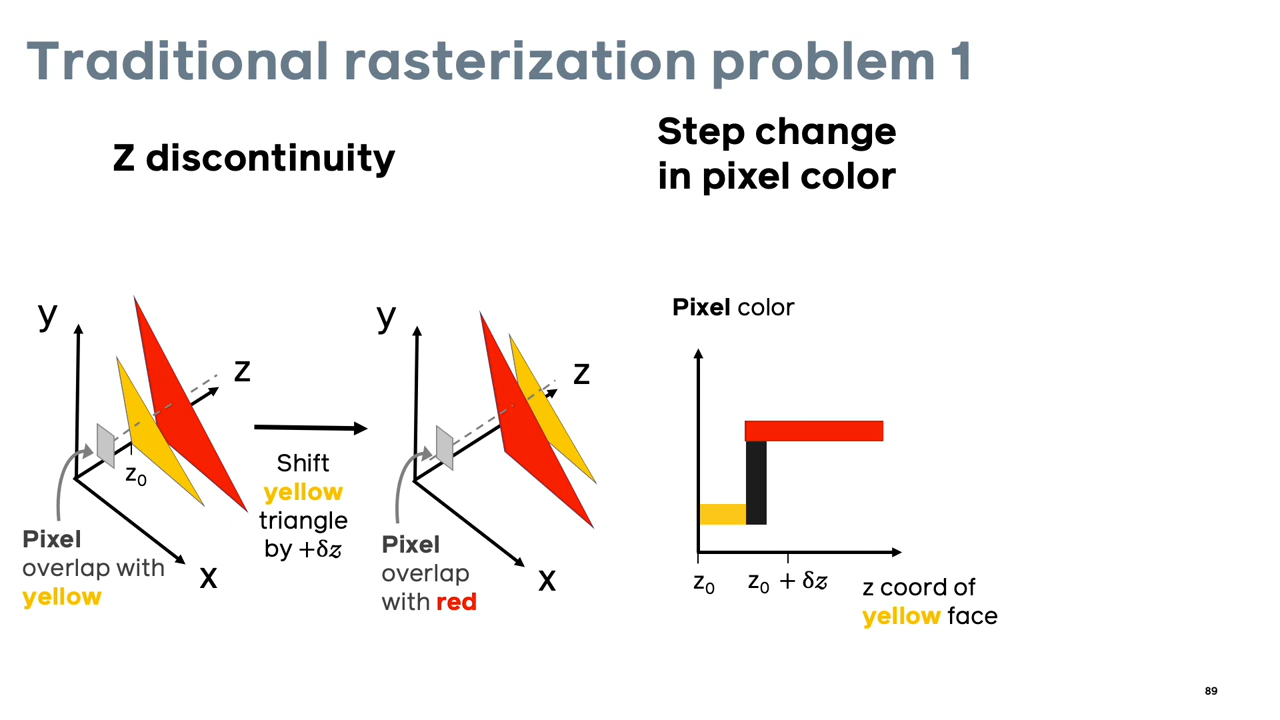 Traditional rasterization problem 1
Z discontinuity
Step change
in pixel color
y
z
z₀
x
Pixel
overlap with
yellow
Shift
yellow
triangle
by +δz
y
z
x
Pixel
overlap
with red
Pixel color
z₀
z₀ + δz
z coord of
yellow face
89